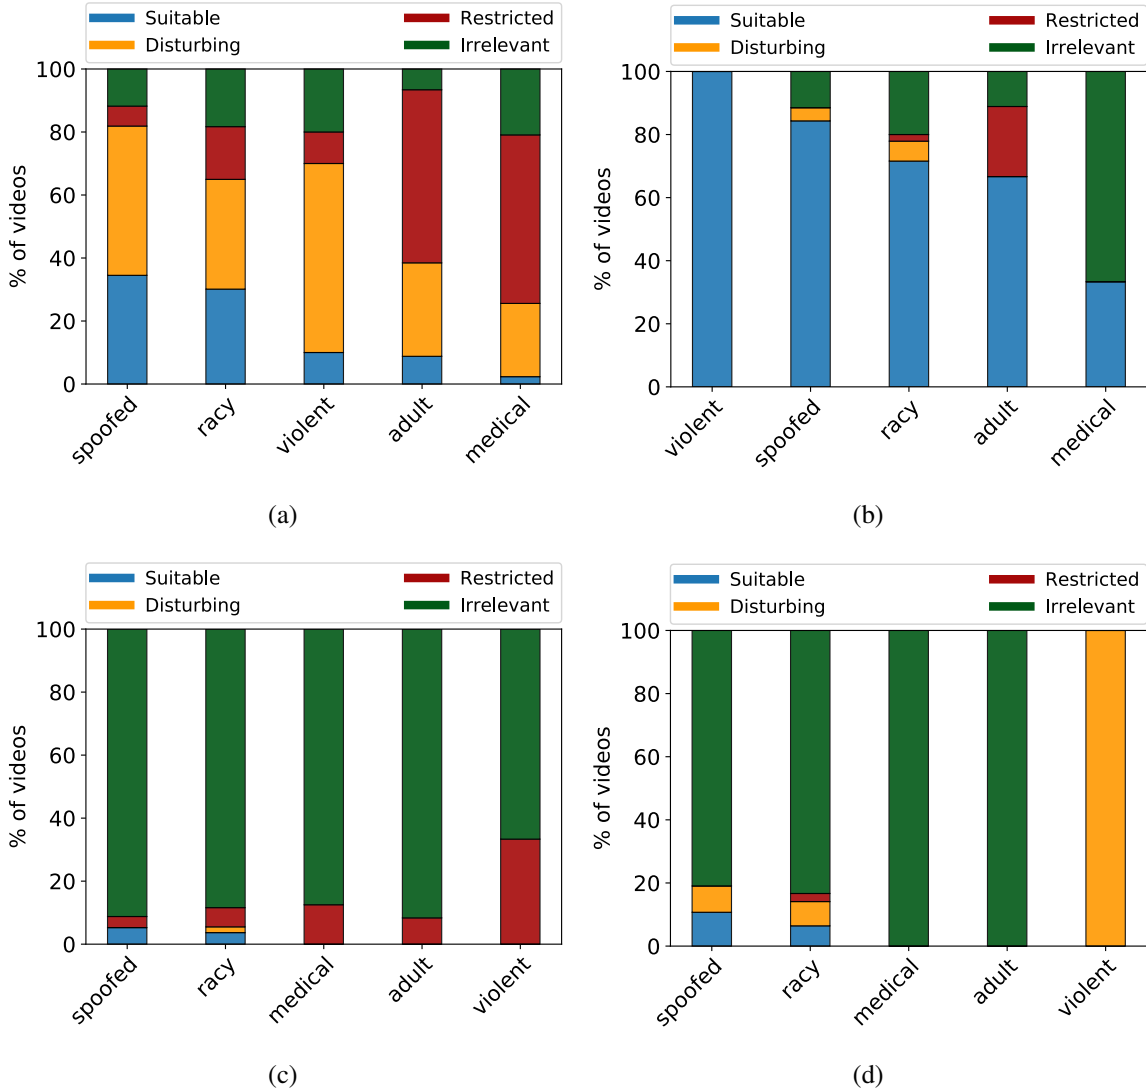 Suitable Restricted
Disturbing Irrelevant
100
80
60
40
20
0
% of videos
spoofed racy violent adult medical
(a)
Suitable Restricted
Disturbing Irrelevant
100
80
60
40
20
0
% of videos
violent spoofed racy adult medical
(b)
Suitable Restricted
Disturbing Irrelevant
100
80
60
40
20
0
% of videos
spoofed racy medical adult violent
(c)
Suitable Restricted
Disturbing Irrelevant
100
80
60
40
20
0
% of videos
spoofed racy medical adult violent
(d)